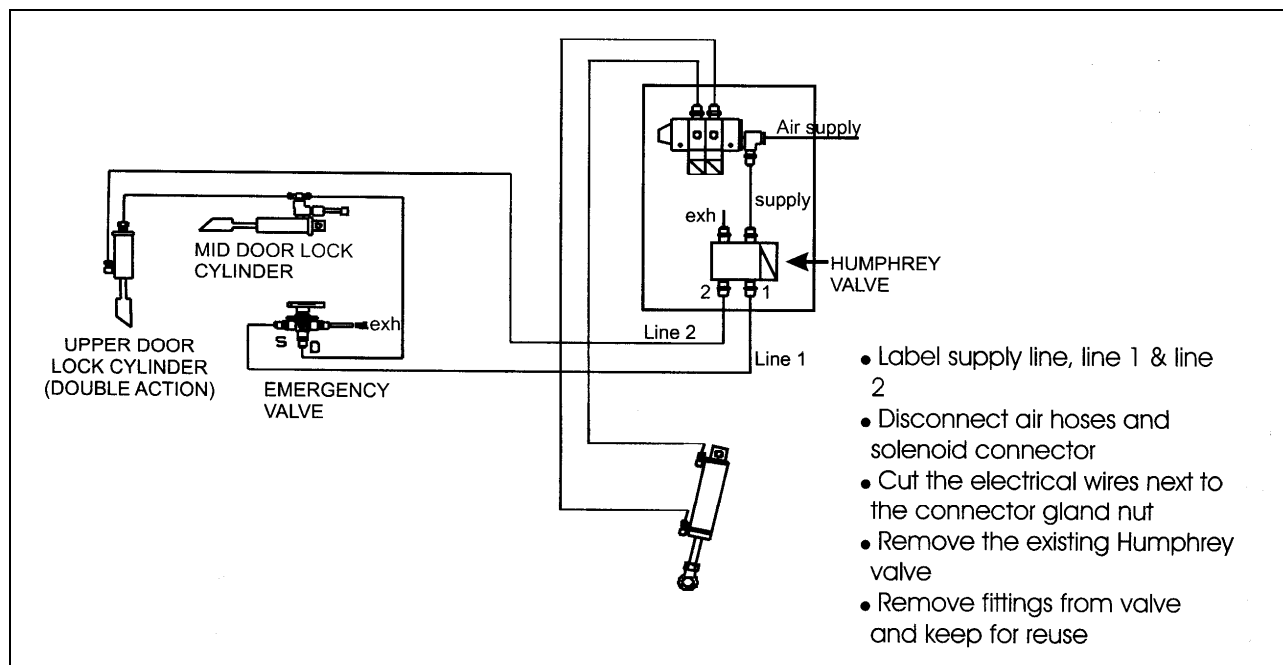 Air supply
exh
supply
HUMPHREY
VALVE
2
1
MID DOOR LOCK
CYLINDER
UPPER DOOR
LOCK CYLINDER
(DOUBLE ACTION)
S
D
exh
EMERGENCY
VALVE
Line 2
Line 1
• Label supply line, line 1 & line
2
• Disconnect air hoses and
solenoid connector
• Cut the electrical wires next to
the connector gland nut
• Remove the existing Humphrey
valve
• Remove fittings from valve
and keep for reuse